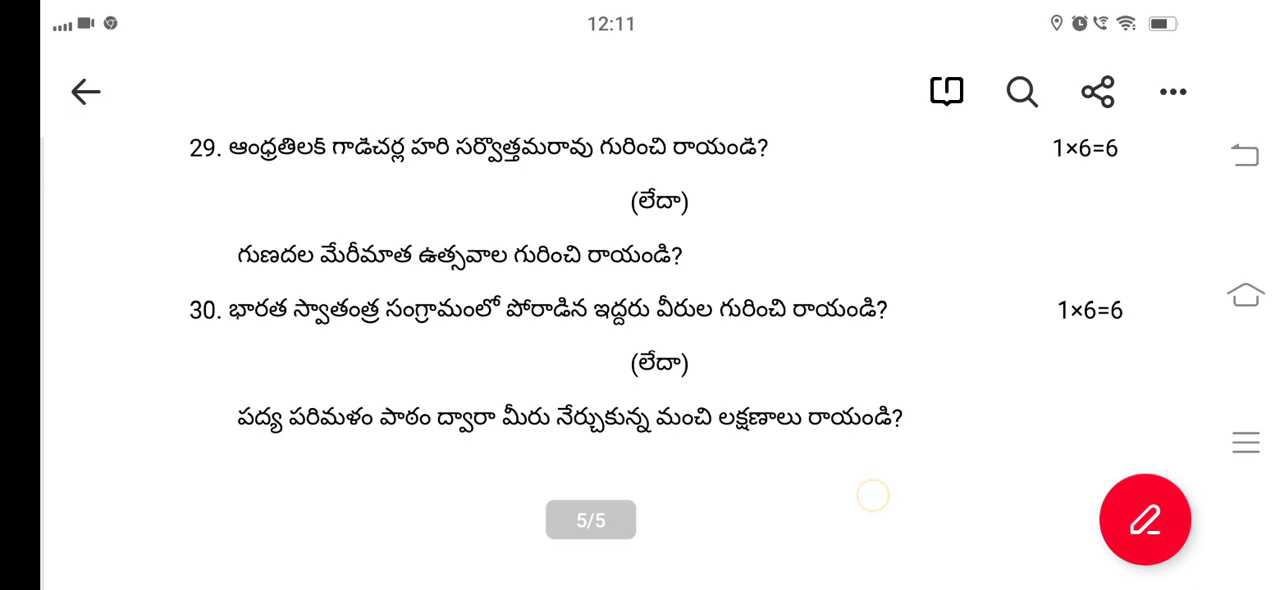 12:11
29. ఆంధ్రతిలక్ గాడిచర్ల హరి సర్వొత్తమరావు గురించి రాయండి? 1×6=6
(లేదా)
గుణదల మేరీమాత ఉత్సవాల గురించి రాయండి?
30. భారత స్వాతంత్ర సంగ్రామంలో పోరాడిన ఇద్దరు వీరుల గురించి రాయండి? 1×6=6
(లేదా)
పద్య పరిమళం పాఠం ద్వారా మీరు నేర్చుకున్న మంచి లక్షణాలు రాయండి?
5/5